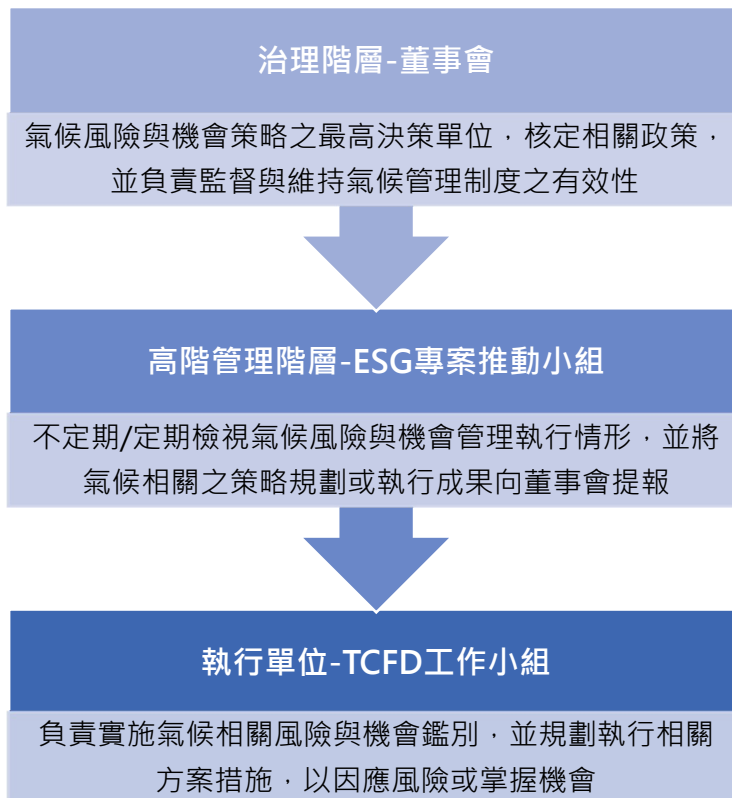 治理階層-董事會
氣候風險與機會策略之最高決策單位，核定相關政策，
並負責監督與維持氣候管理制度之有效性
高階管理階層-ESG專案推動小組
不定期/定期檢視氣候風險與機會管理執行情形，並將
氣候相關之策略規劃或執行成果向董事會提報
執行單位-TCFD工作小組
負責實施氣候相關風險與機會鑑別，並規劃執行相關
方案措施，以因應風險或掌握機會